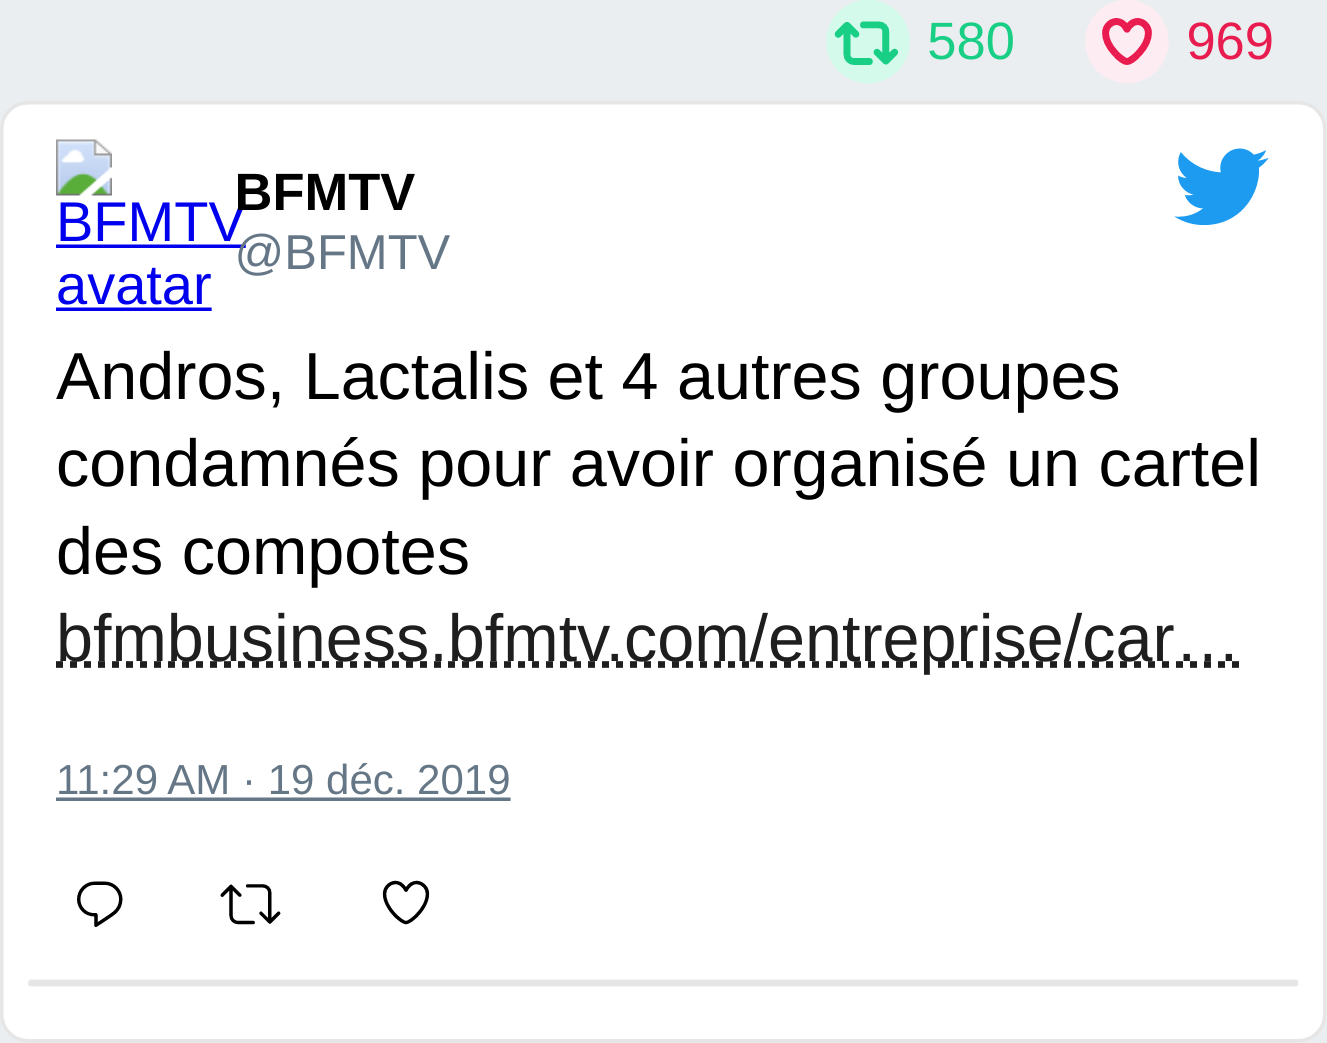 580 969
BFMTV avatar
BFMTV
@BFMTV
Andros, Lactalis et 4 autres groupes
condamnés pour avoir organisé un cartel
des compotes
bfmbusiness.bfmtv.com/entreprise/car…
11:29 AM · 19 déc. 2019